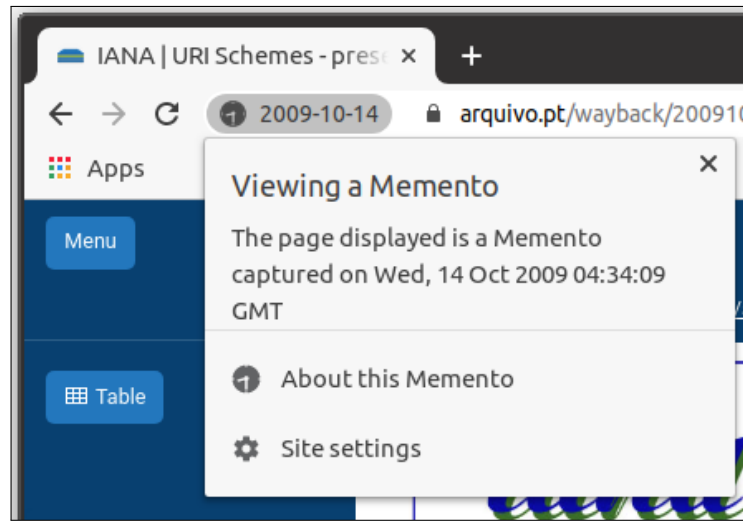 IANA | URI Schemes - pres
2009-10-14
arquivo.pt/wayback/20091
Apps
Viewing a Memento
Menu
The page displayed is a Memento
captured on Wed, 14 Oct 2009 04:34:09
GMT
About this Memento
Table
Site settings